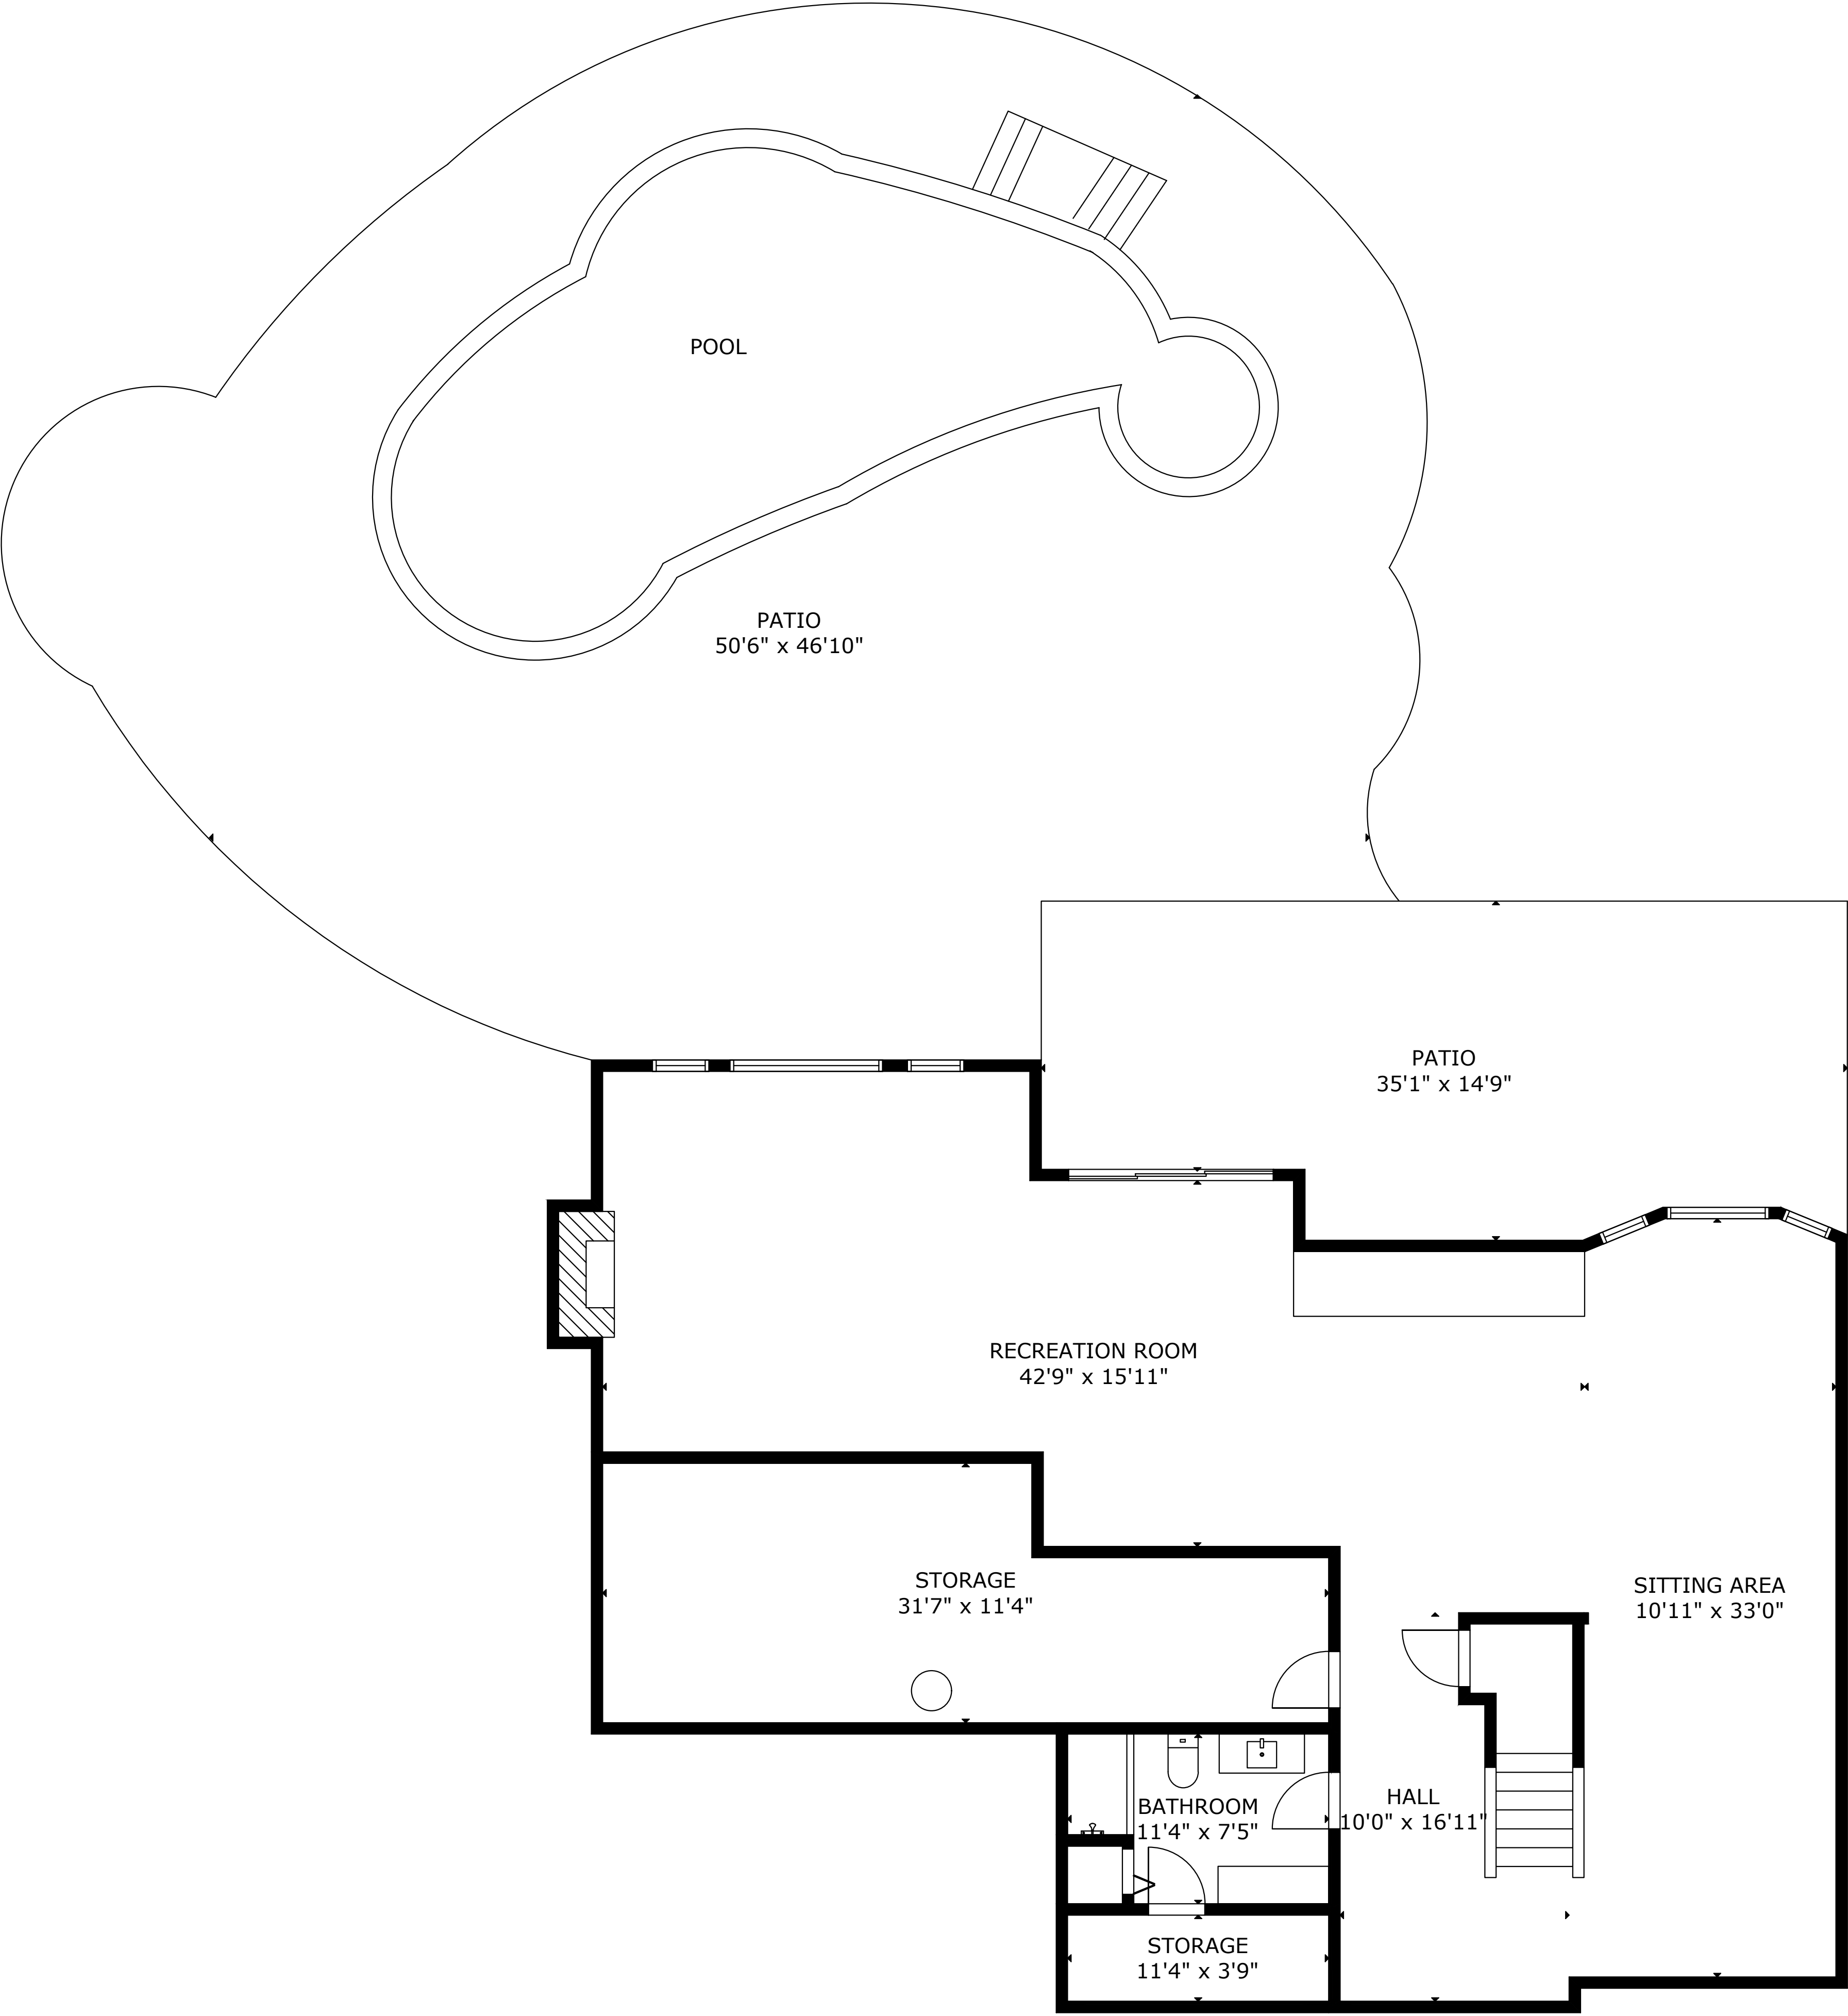 POOL
PATIO
50'6" x 46'10"
PATIO
35'1" x 14'9"
RECREATION ROOM
42'9" x 15'11"
STORAGE
31'7" x 11'4"
SITTING AREA
10'11" x 33'0"
HALL
10'0" x 16'11"
BATHROOM
11'4" x 7'5"
STORAGE
11'4" x 3'9"